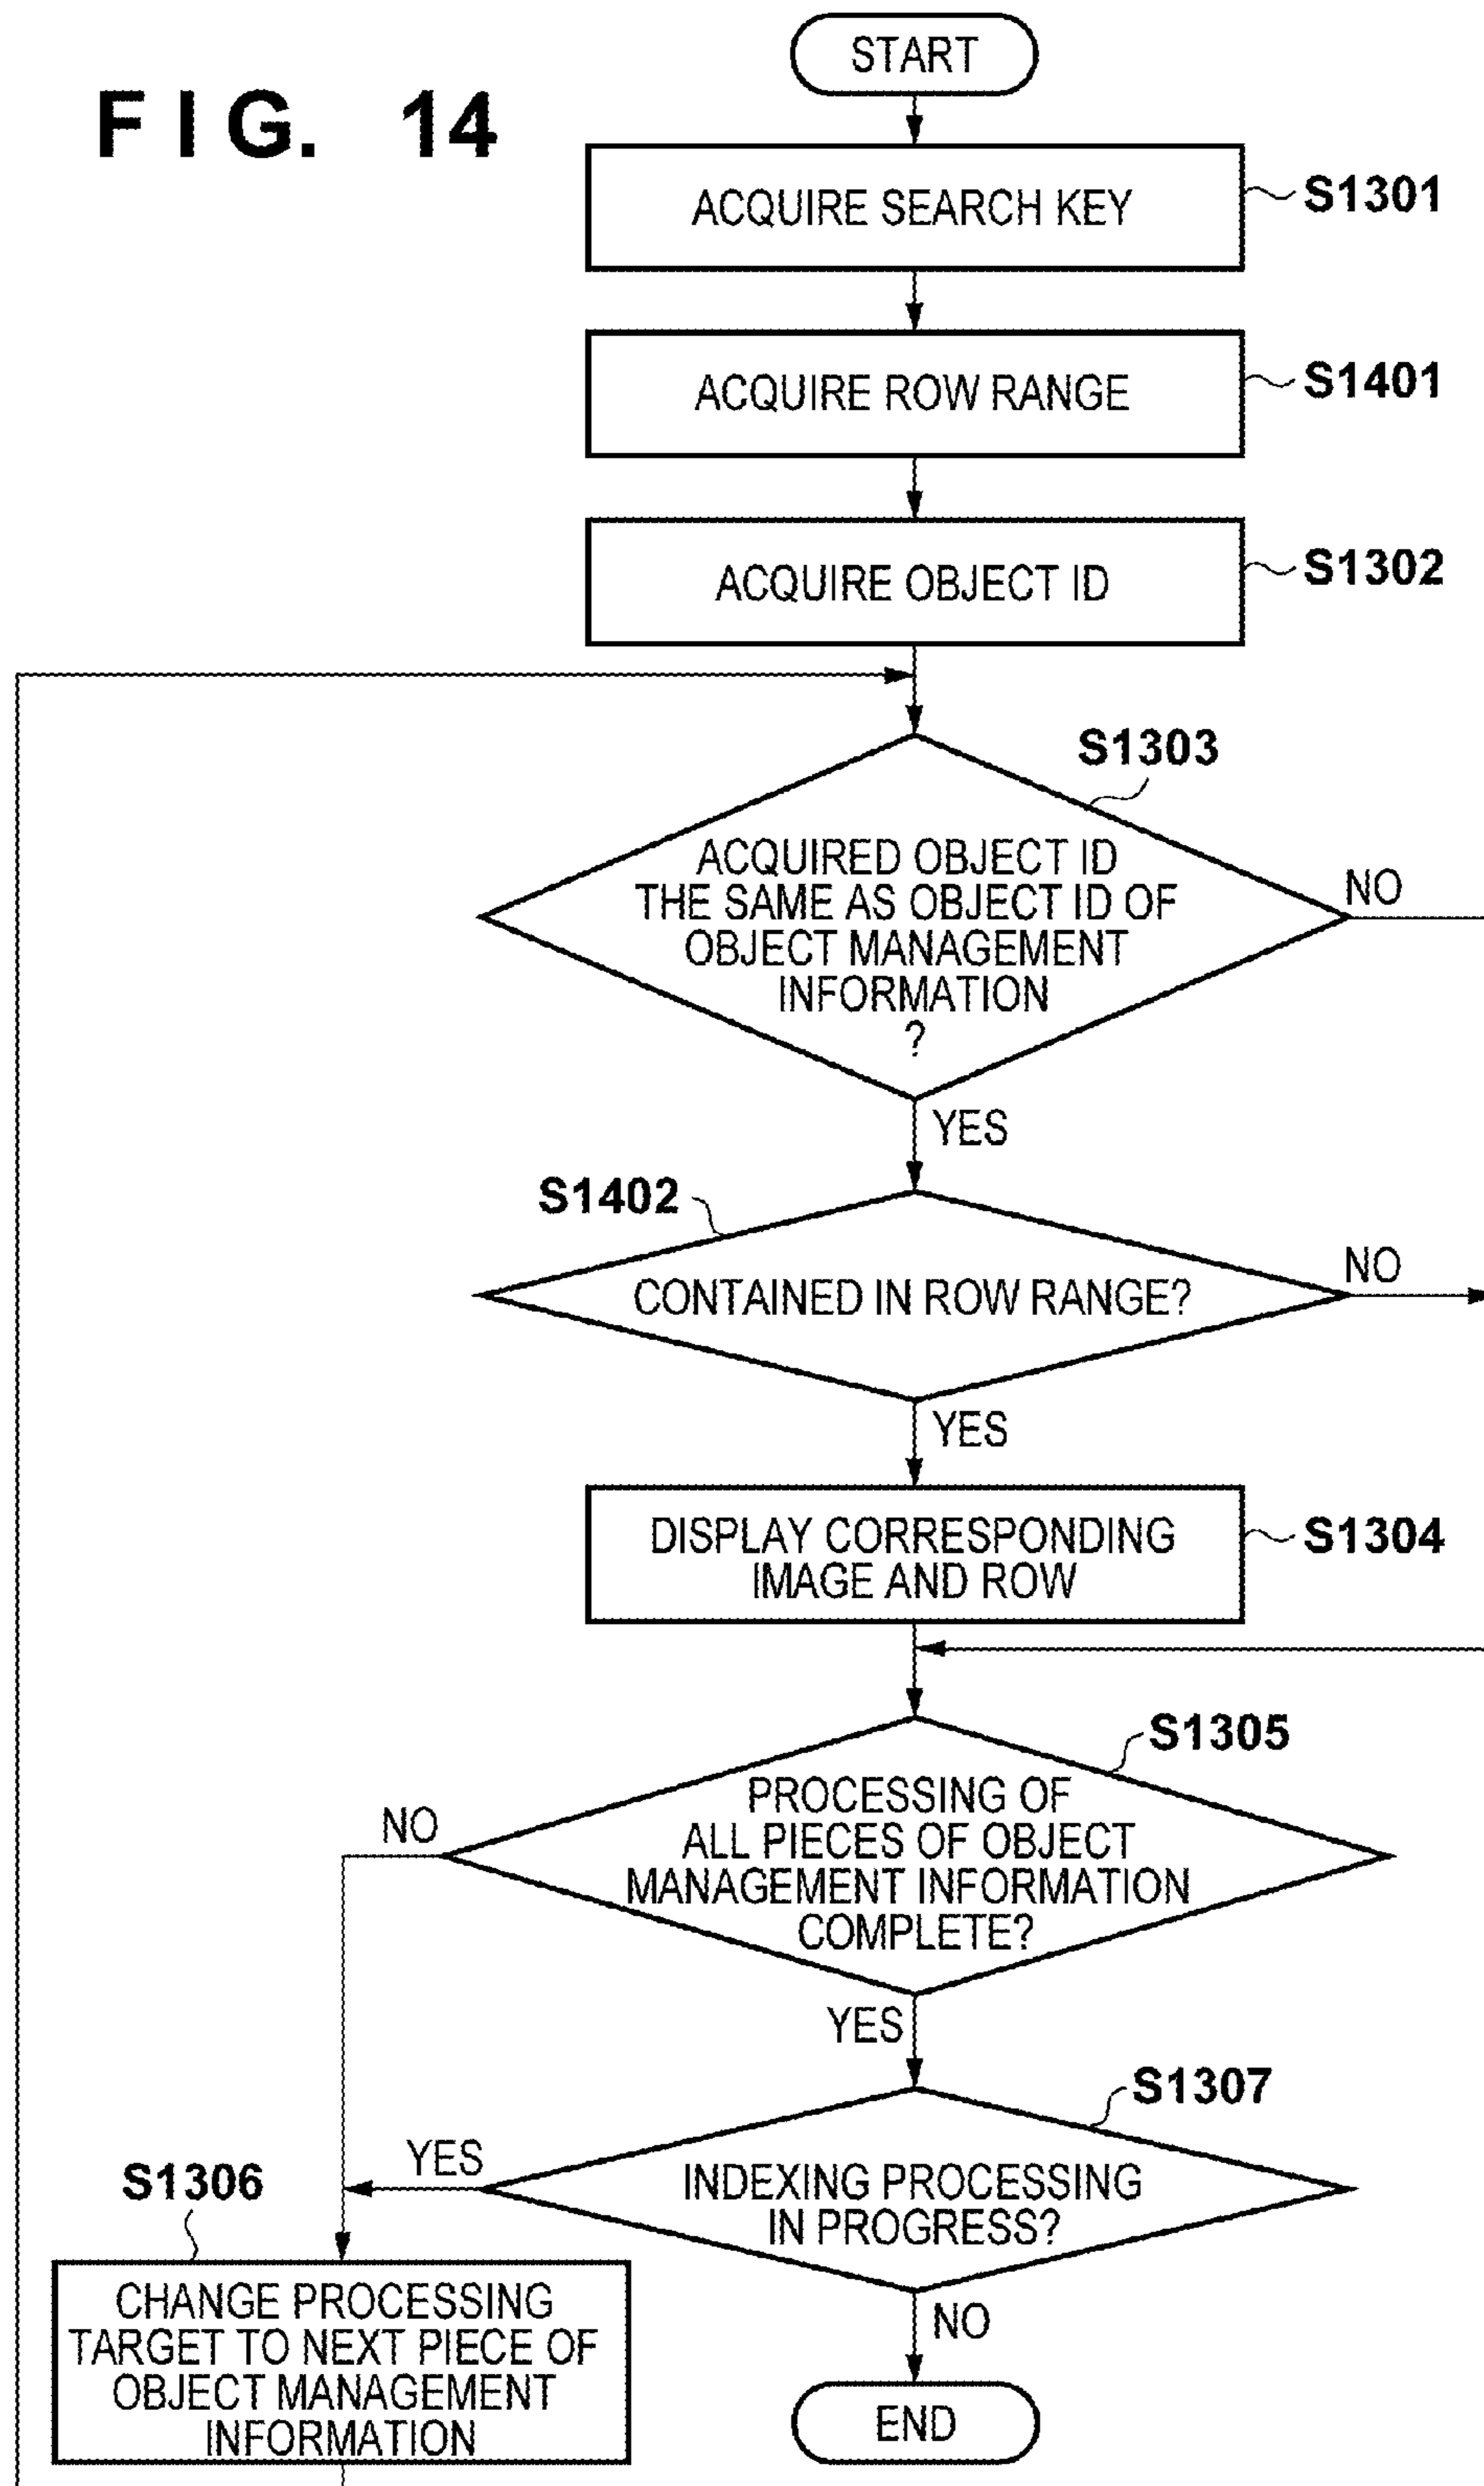 FIG. 14
START
ACQUIRE SEARCH KEY
S1301
ACQUIRE ROW RANGE
S1401
ACQUIRE OBJECT ID
S1302
S1303
ACQUIRED OBJECT ID
THE SAME AS OBJECT ID OF
OBJECT MANAGEMENT
INFORMATION
?
NO
YES
S1402
CONTAINED IN ROW RANGE?
NO
YES
DISPLAY CORRESPONDING
IMAGE AND ROW
S1304
S1305
PROCESSING OF
ALL PIECES OF OBJECT
MANAGEMENT INFORMATION
COMPLETE?
NO
YES
S1307
INDEXING PROCESSING
IN PROGRESS?
YES
S1306
CHANGE PROCESSING
TARGET TO NEXT PIECE OF
OBJECT MANAGEMENT
INFORMATION
NO
END